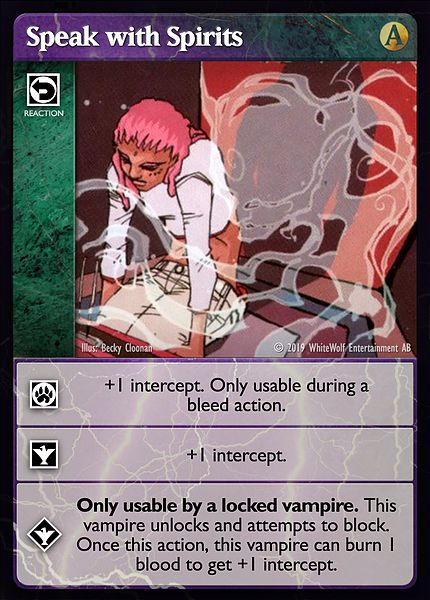 Speak with Spirits
A
REACTION
Illus: Becky Cloonan
© 2019 WhiteWolf Entertainment AB
+1 intercept. Only usable during a
bleed action.
+1 intercept.
Only usable by a locked vampire. This
vampire unlocks and attempts to block.
Once this action, this vampire can burn 1
blood to get +1 intercept.